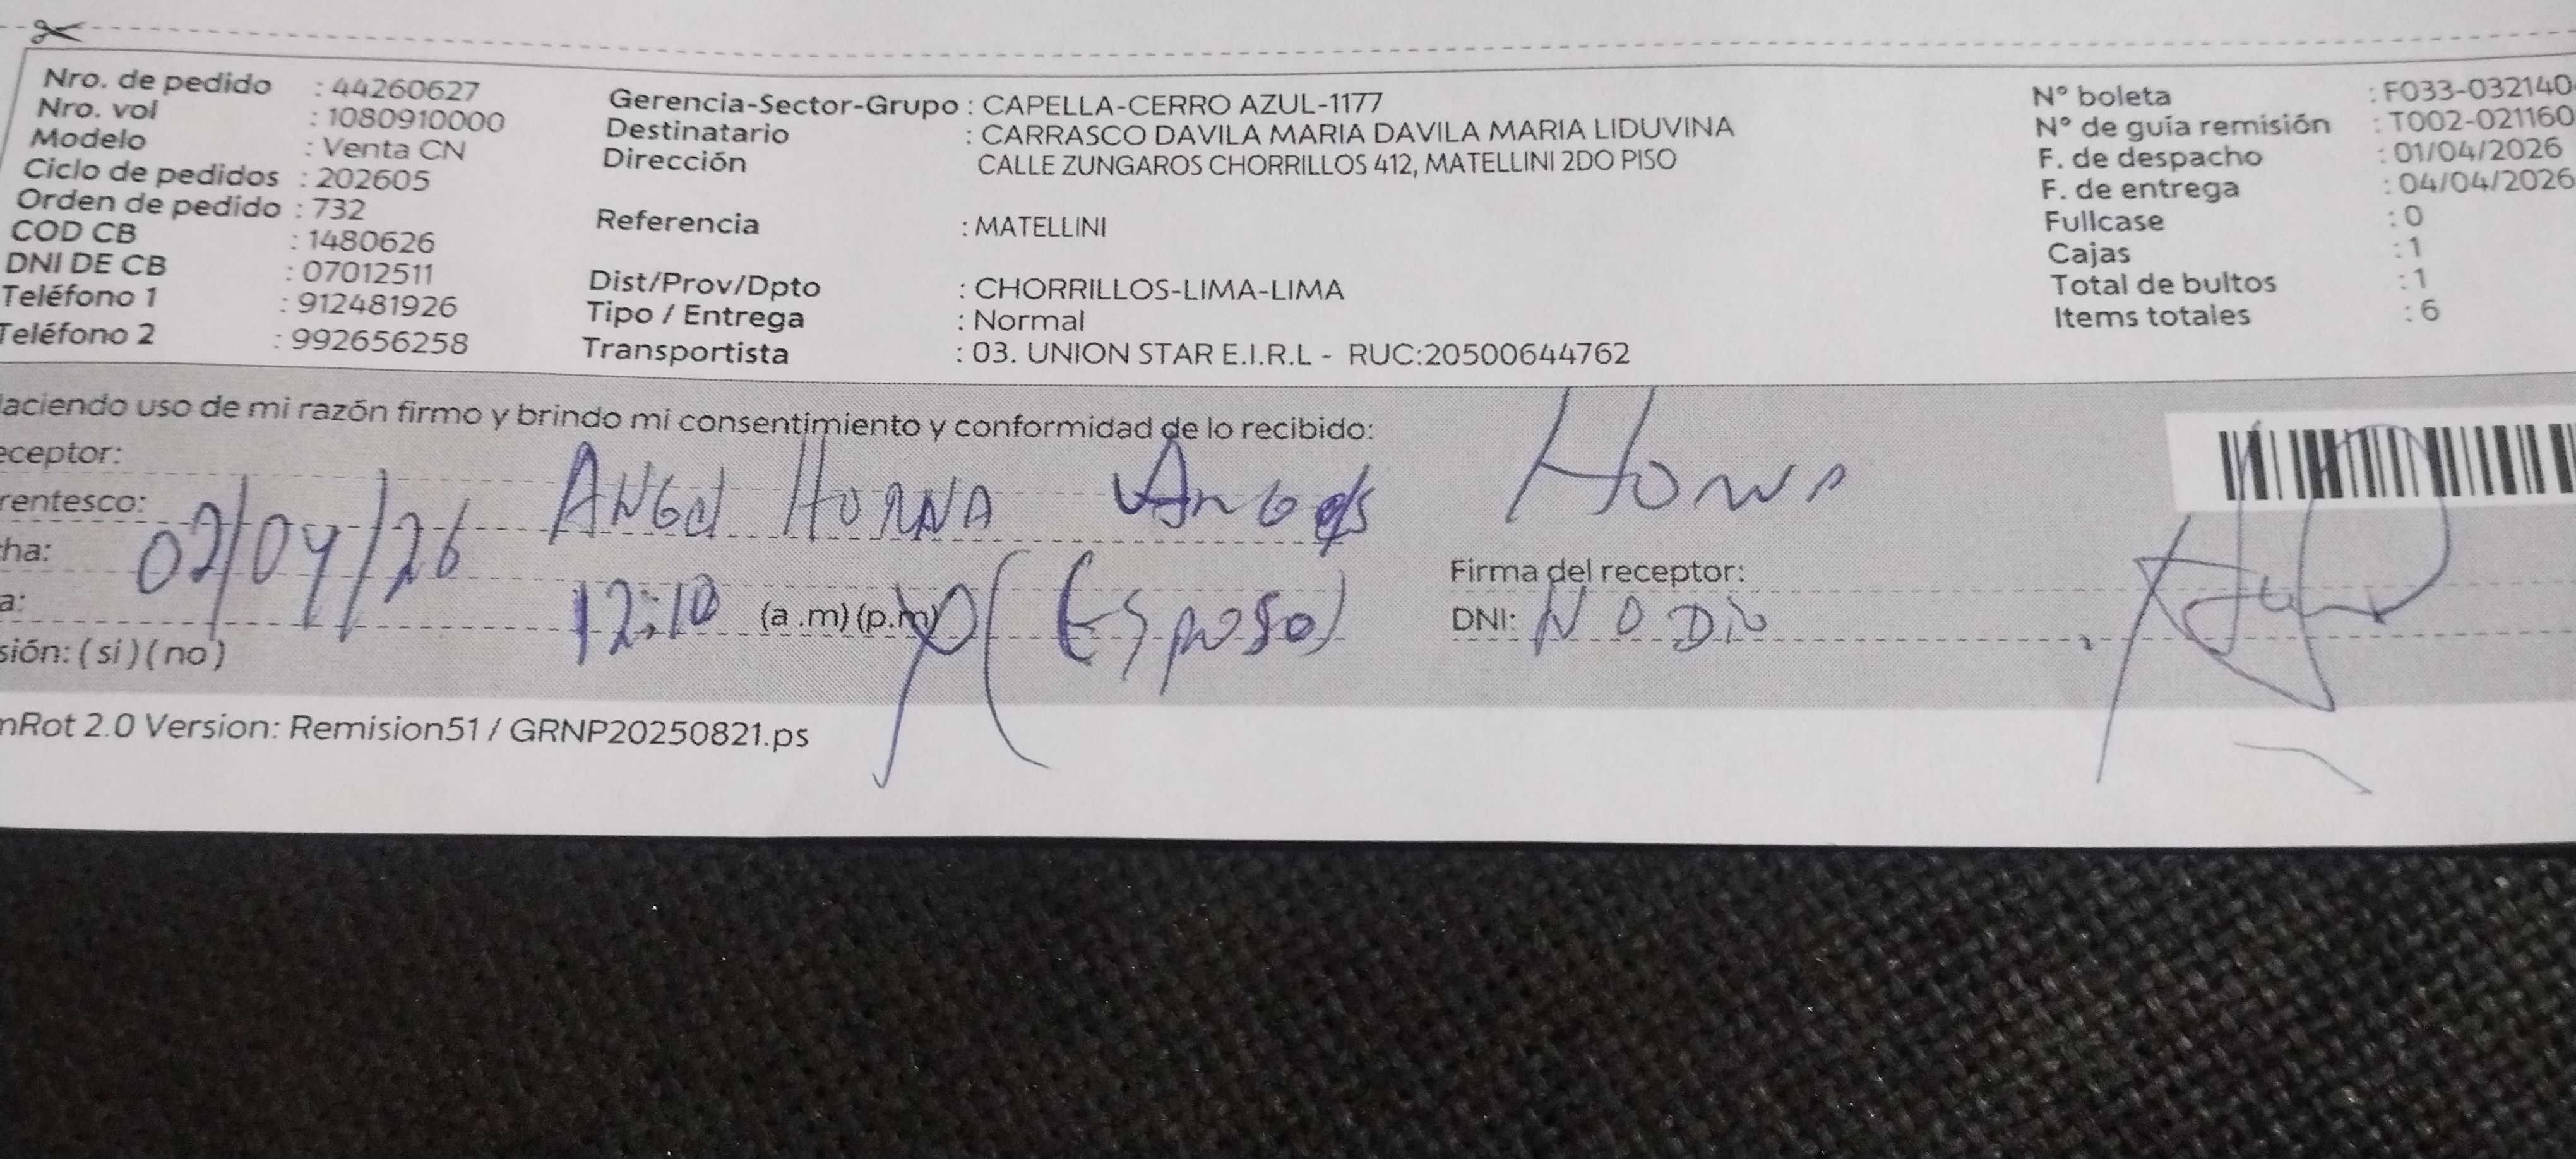 Nro. de pedido : 44260627
Nro. vol : 1080910000
Modelo : Venta CN
Ciclo de pedidos : 202605
Orden de pedido : 732
COD CB : 1480626
DNI DE CB : 07012511
Teléfono 1 : 912481926
Teléfono 2 : 992656258
Gerencia-Sector-Grupo : CAPELLA-CERRO AZUL-1177
Destinatario : CARRASCO DAVILA MARIA DAVILA MARIA LIDUVINA
Dirección CALLE ZUNGAROS CHORRILLOS 412, MATELLINI 2DO PISO
Referencia : MATELLINI
Dist/Prov/Dpto : CHORRILLOS-LIMA-LIMA
Tipo / Entrega : Normal
Transportista : 03. UNION STAR E.I.R.L - RUC:20500644762
N° boleta : F033-032140
N° de guía remisión : T002-021160
F. de despacho : 01/04/2026
F. de entrega : 04/04/2026
Fullcase : 0
Cajas : 1
Total de bultos : 1
Items totales : 6
aciendo uso de mi razón firmo y brindo mi consentimiento y conformidad de lo recibido:
eceptor: ANGEL HORNA
rentesco:
ha: 02/04/26
a: 12:10 (a .m) (p.m) (Esposo)
Firma del receptor:
DNI: NO DIO
sión: ( si ) ( no )
nRot 2.0 Version: Remision51 / GRNP20250821.ps